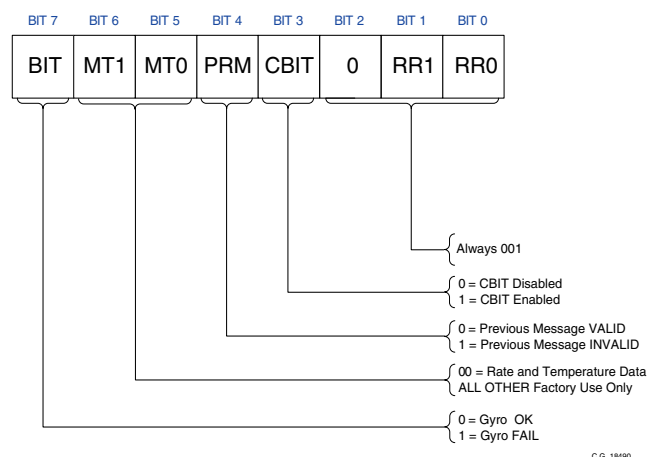 BIT 7 BIT 6 BIT 5 BIT 4 BIT 3 BIT 2 BIT 1 BIT 0
BIT MT1 MT0 PRM CBIT 0 RR1 RR0
Always 001
0 = CBIT Disabled
1 = CBIT Enabled
0 = Previous Message VALID
1 = Previous Message INVALID
00 = Rate and Temperature Data
ALL OTHER Factory Use Only
0 = Gyro OK
1 = Gyro FAIL
C.G. 18490